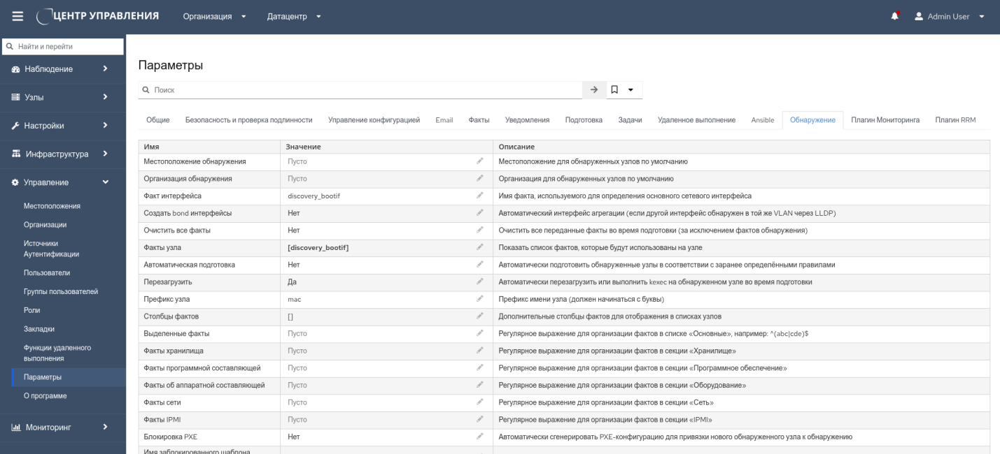 ЦЕНТР УПРАВЛЕНИЯ Организация Датацентр Admin User
Найти и перейти
Наблюдение
Узлы
Настройки
Инфраструктура
Управление
Местоположения
Организации
Источники
Аутентификации
Пользователи
Группы пользователей
Роли
Закладки
Функции удаленного
выполнения
Параметры
О программе
Мониторинг
Параметры
Поиск
Общие Безопасность и проверка подлинности Управление конфигурацией Email Факты Уведомления Подготовка Задачи Удаленное выполнение Ansible Обнаружение Плагин Мониторинга Плагин RRM
Имя Значение Описание
Местоположение обнаружения Пусто Местоположение для обнаруженных узлов по умолчанию
Организация обнаружения Пусто Организация для обнаруженных узлов по умолчанию
Факт интерфейса discovery_bootif Имя факта, используемого для определения основного сетевого интерфейса
Создать bond интерфейсы Нет Автоматический интерфейс агрегации (если другой интерфейс обнаружен в той же VLAN через LLDP)
Очистить все факты Нет Очистить все переданные факты во время подготовки (за исключением фактов обнаружения)
Факты узла [discovery_bootif] Показать список фактов, которые будут использованы на узле
Автоматическая подготовка Нет Автоматически подготовить обнаруженные узлы в соответствии с заранее определёнными правилами
Перезагрузить Да Автоматически перезагрузить или выполнить kexec на обнаруженном узле во время подготовки
Префикс узла mac Префикс имени узла (должен начинаться с буквы)
Столбцы фактов [] Дополнительные столбцы фактов для отображения в списках узлов
Выделенные факты Пусто Регулярное выражение для организации фактов в списке «Основные», например: ^(abc|cde)$
Факты хранилища Пусто Регулярное выражение для организации фактов в секции «Хранилище»
Факты программной составляющей Пусто Регулярное выражение для организации фактов в секции «Программное обеспечение»
Факты об аппаратной составляющей Пусто Регулярное выражение для организации фактов в секции «Оборудование»
Факты сети Пусто Регулярное выражение для организации фактов в секции «Сеть»
Факты IPMI Пусто Регулярное выражение для организации фактов в секции «IPMI»
Блокировка PXE Нет Автоматически сгенерировать PXE-конфигурацию для привязки нового обнаруженного узла к обнаружению
Имя заблокированного шаблона